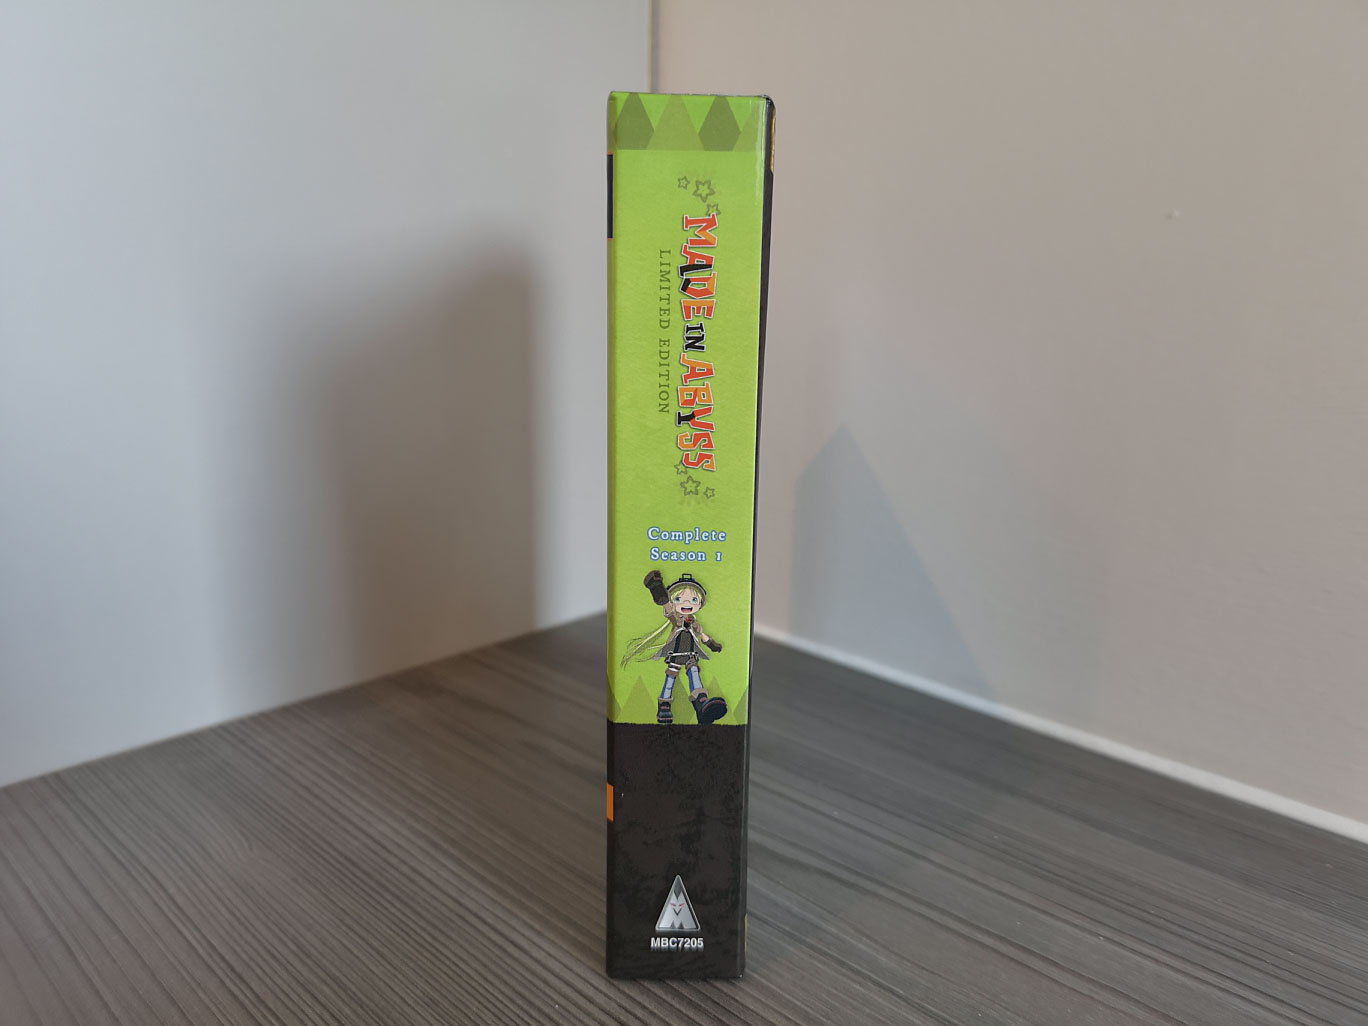 MADE IN ABYSS
LIMITED EDITION
Complete
Season 1
MBC7205